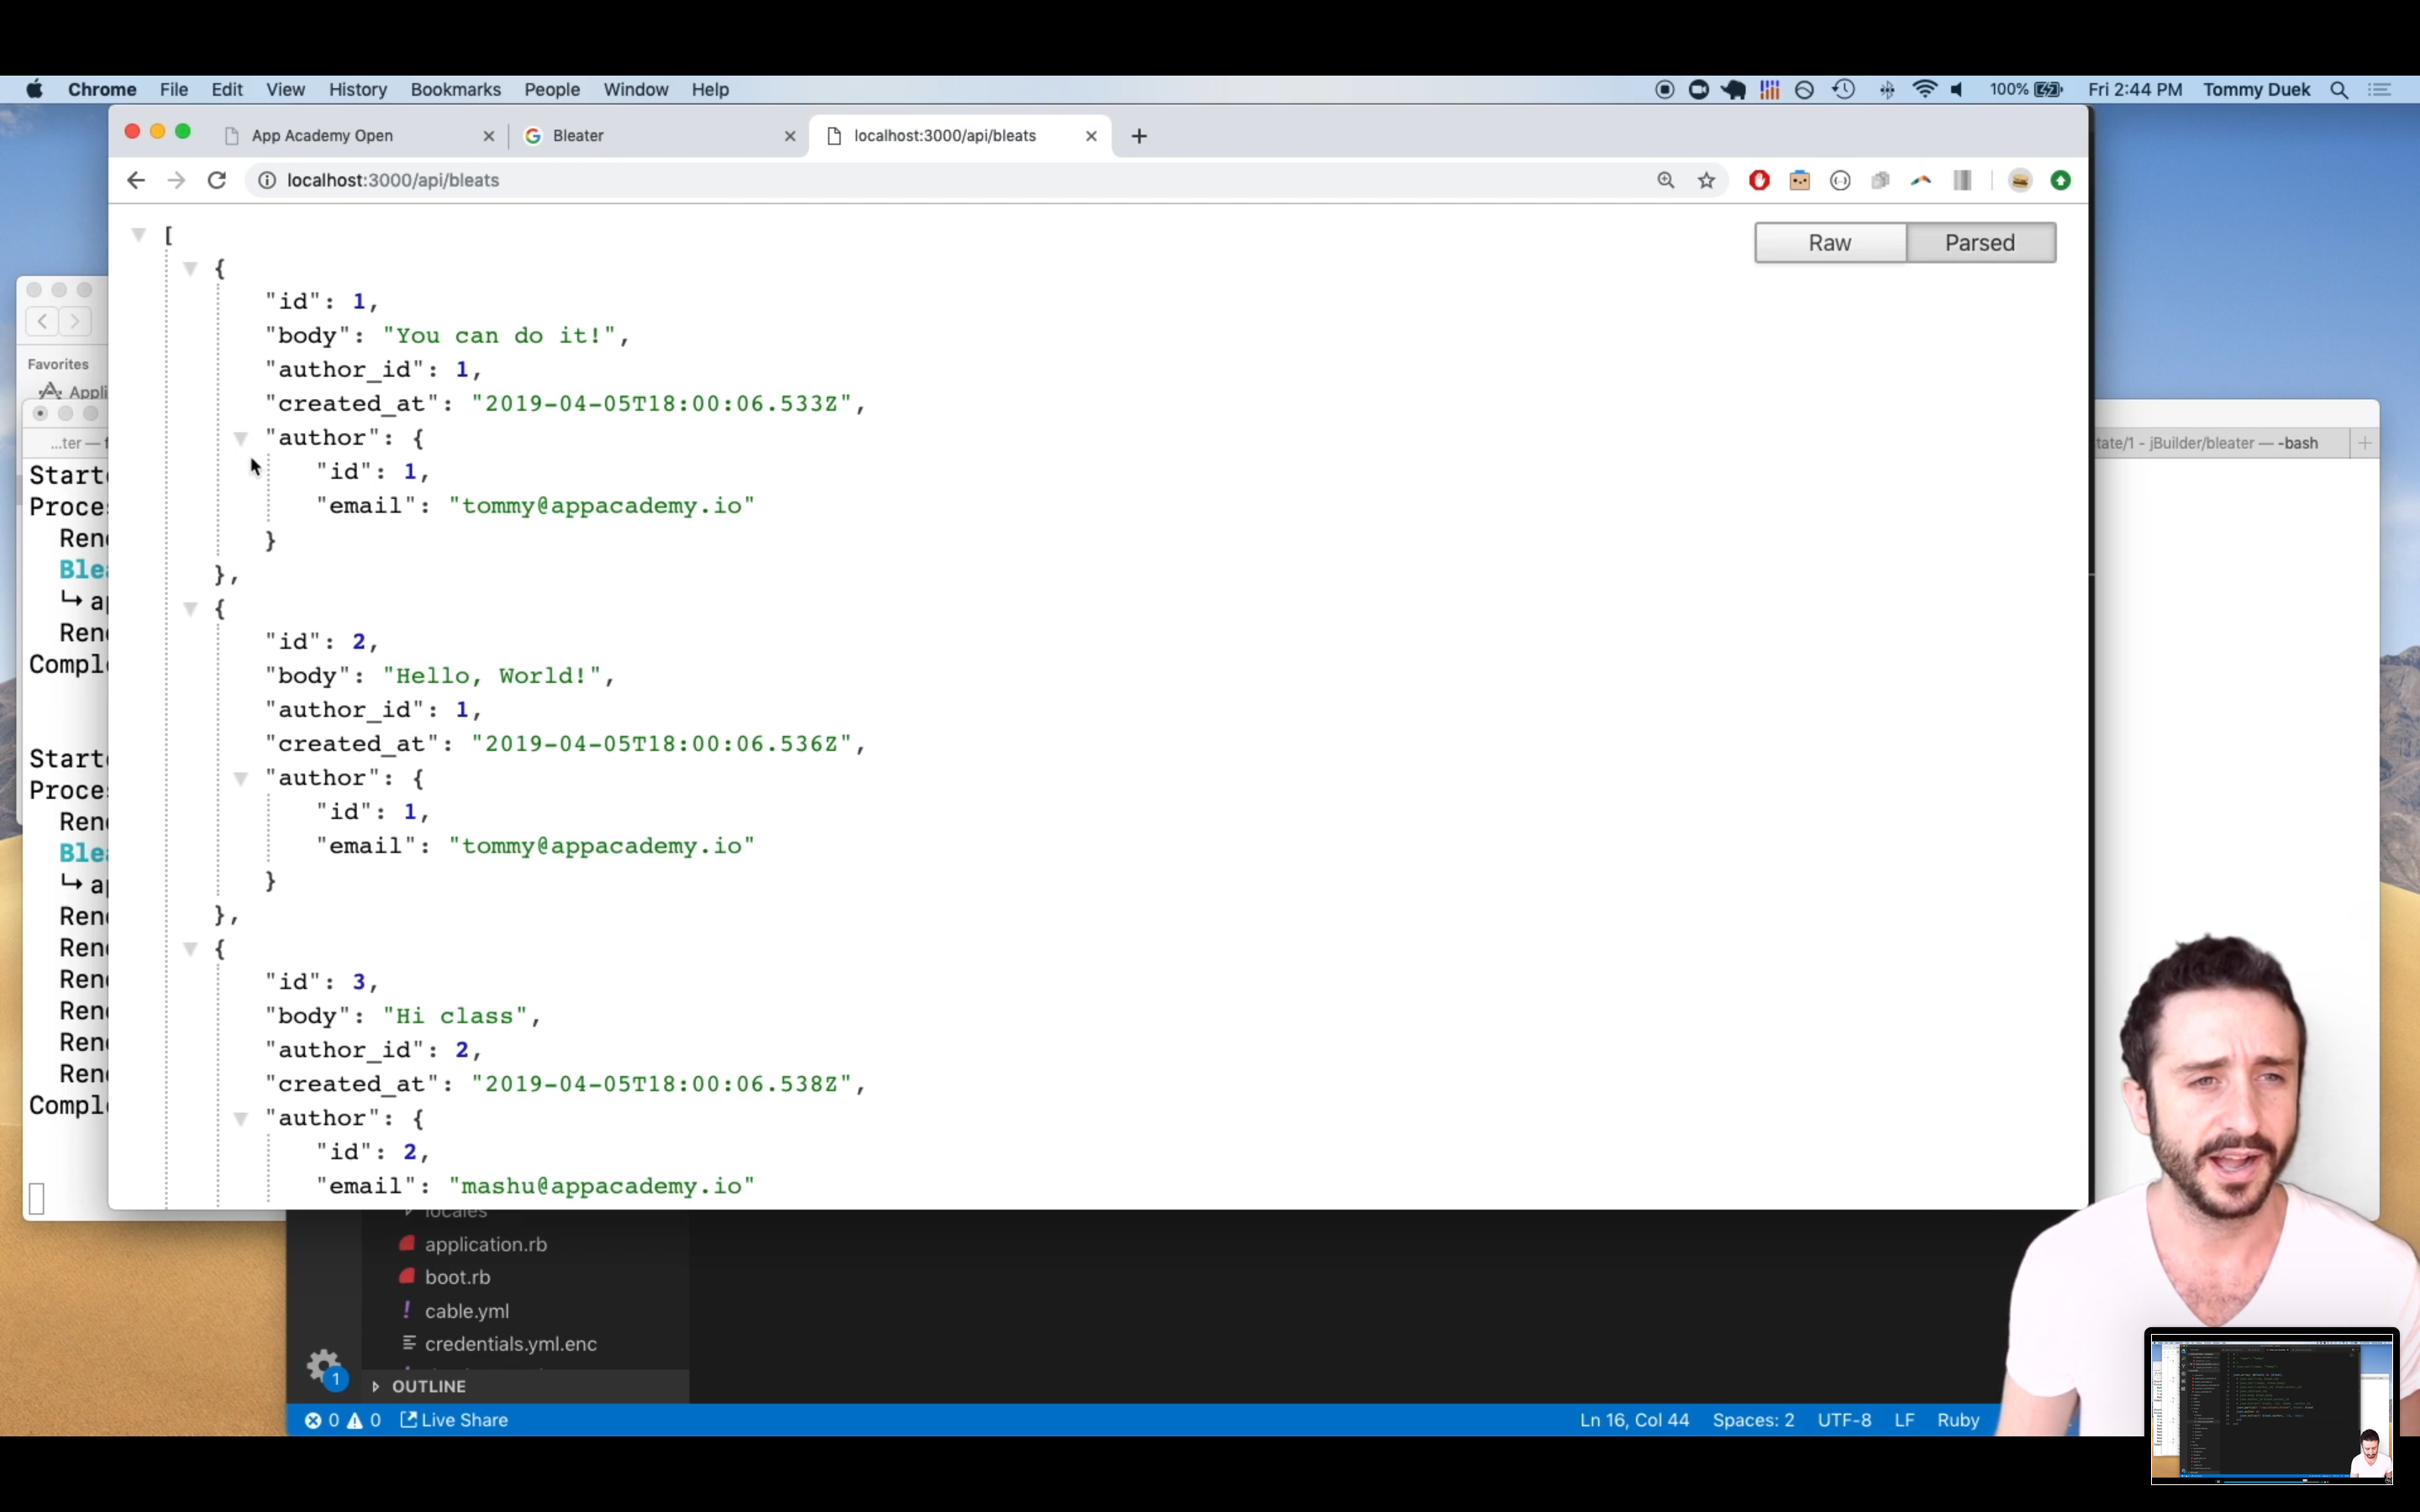 Chrome File Edit View History Bookmarks People Window Help 100% Fri 2:44 PM Tommy Duek
App Academy Open
Bleater
localhost:3000/api/bleats
localhost:3000/api/bleats
Raw Parsed
[
{
"id": 1,
"body": "You can do it!",
"author_id": 1,
"created_at": "2019-04-05T18:00:06.533Z",
"author": {
"id": 1,
"email": "tommy@appacademy.io"
}
},
{
"id": 2,
"body": "Hello, World!",
"author_id": 1,
"created_at": "2019-04-05T18:00:06.536Z",
"author": {
"id": 1,
"email": "tommy@appacademy.io"
}
},
{
"id": 3,
"body": "Hi class",
"author_id": 2,
"created_at": "2019-04-05T18:00:06.538Z",
"author": {
"id": 2,
"email": "mashu@appacademy.io"
Favorites
Appli
...ter —
tate/1 - jBuilder/bleater — -bash
Start
Proce
Ren
Blea
↳ a
Ren
Compl
Start
Proce
Ren
Blea
↳ a
Ren
Ren
Ren
Ren
Ren
Ren
Compl
locales
application.rb
boot.rb
! cable.yml
credentials.yml.enc
1
OUTLINE
0 0 Live Share Ln 16, Col 44 Spaces: 2 UTF-8 LF Ruby